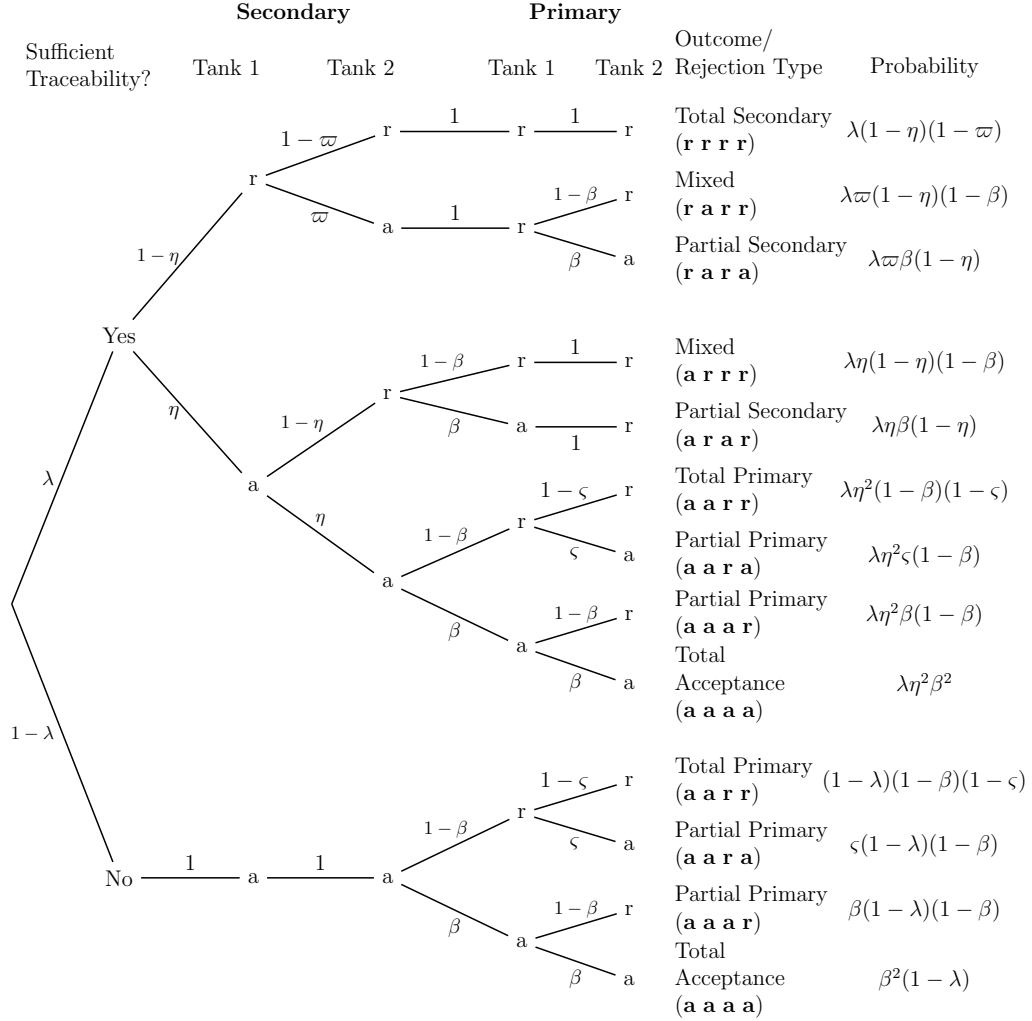 Secondary Primary
Sufficient
Traceability?
Tank 1 Tank 2 Tank 1 Tank 2
Outcome/
Rejection Type
Probability
1 − ϖ r 1 r 1 r
Total Secondary
(r r r r)
λ(1 − η)(1 − ϖ)
r
ϖ a 1 r
1 − β r
Mixed
(r a r r)
λϖ(1 − η)(1 − β)
β a
Partial Secondary
(r a r a)
λϖβ(1 − η)
1 − η
Yes
η
1 − β r 1 r
Mixed
(a r r r)
λη(1 − η)(1 − β)
r
1 − η
β a 1 r
Partial Secondary
(a r a r)
ληβ(1 − η)
λ
a
η
1 − ς r
Total Primary
(a a r r)
λη²(1 − β)(1 − ς)
1 − β r
ς a
Partial Primary
(a a r a)
λη²ς(1 − β)
a
β
1 − β r
Partial Primary
(a a a r)
λη²β(1 − β)
a
β a
Total
Acceptance
(a a a a)
λη²β²
1 − λ
1 − ς r
Total Primary
(a a r r)
(1 − λ)(1 − β)(1 − ς)
1 − β r
ς a
Partial Primary
(a a r a)
ς(1 − λ)(1 − β)
No 1 a 1 a
β
1 − β r
Partial Primary
(a a a r)
β(1 − λ)(1 − β)
a
β a
Total
Acceptance
(a a a a)
β²(1 − λ)